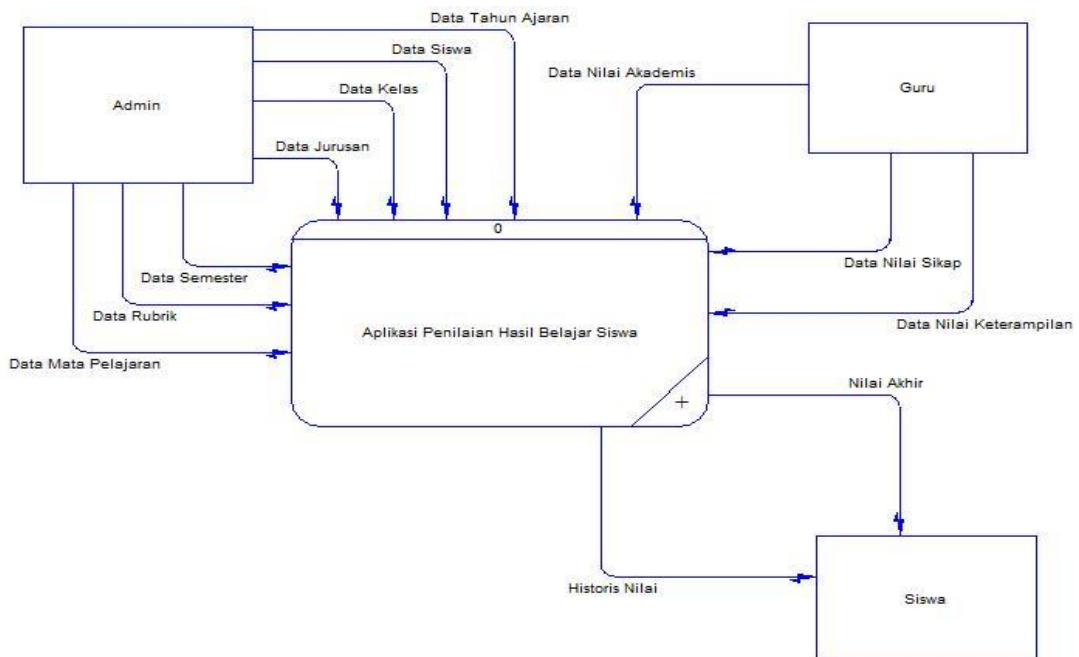 Data Tahun Ajaran
Data Siswa
Data Nilai Akademis
Data Kelas
Admin
Guru
Data Jurusan
0
Data Nilai Sikap
Data Semester
Data Rubrik
Data Nilai Keterampilan
Aplikasi Penilaian Hasil Belajar Siswa
Data Mata Pelajaran
Nilai Akhir
+
Historis Nilai
Siswa